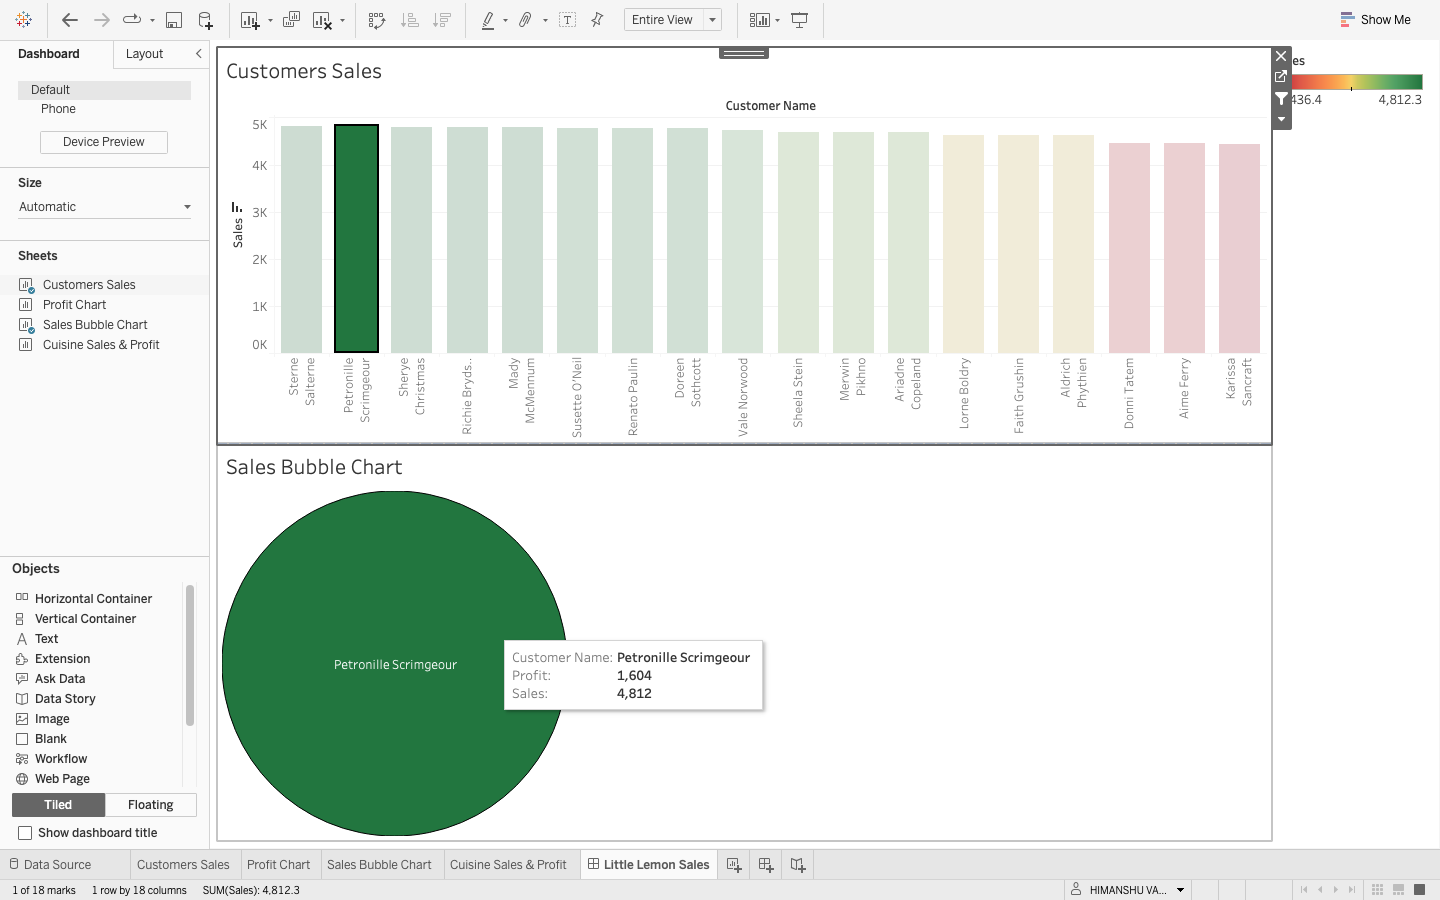 Entire View
Show Me
Dashboard
Layout
Default
Phone
Device Preview
Size
Automatic
Sheets
Customers Sales
Profit Chart
Sales Bubble Chart
Cuisine Sales & Profit
Objects
Horizontal Container
Vertical Container
Text
Extension
Ask Data
Data Story
Image
Blank
Workflow
Web Page
Tiled
Floating
Show dashboard title
Customers Sales
Customer Name
Sales
5K
4K
3K
2K
1K
0K
Sterne
Salterne
Petronille
Scrimgeour
Sherye
Christmas
Richie Bryds..
Mady
McMennum
Susette O'Neil
Renato Paulin
Doreen
Sothcott
Vale Norwood
Sheela Stein
Merwin
Pikhno
Ariadne
Copeland
Lorne Boldry
Faith Grushin
Aldrich
Phythien
Donni Tatem
Aime Ferry
Karissa
Sancraft
es
436.4
4,812.3
Sales Bubble Chart
Petronille Scrimgeour
Customer Name: Petronille Scrimgeour
Profit: 1,604
Sales: 4,812
Data Source
Customers Sales
Profit Chart
Sales Bubble Chart
Cuisine Sales & Profit
Little Lemon Sales
1 of 18 marks
1 row by 18 columns
SUM(Sales): 4,812.3
HIMANSHU VA...